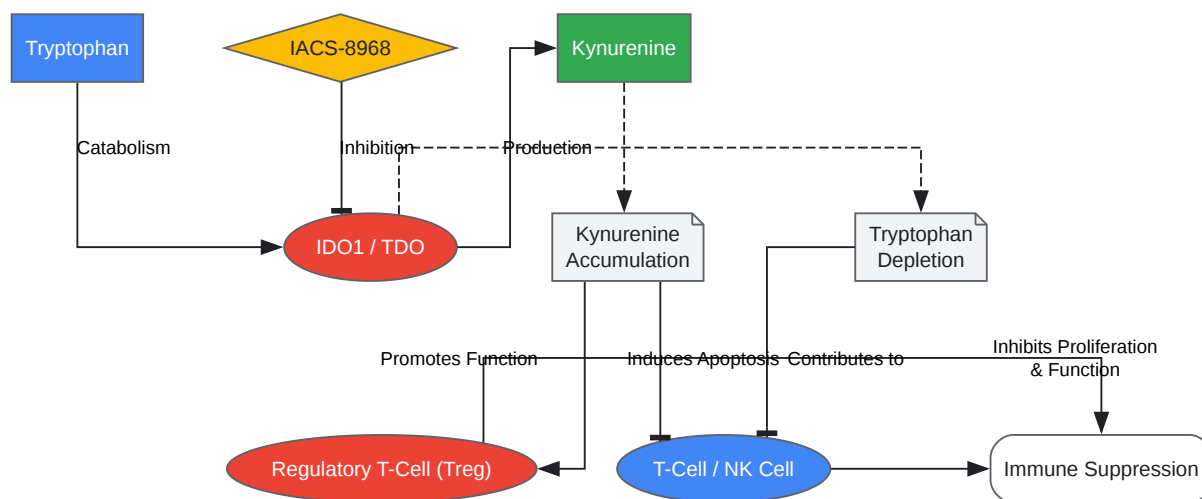 Tryptophan
IACS-8968
Kynurenine
Catabolism
Inhibition
Production
IDO1 / TDO
Kynurenine
Accumulation
Tryptophan
Depletion
Promotes Function
Induces Apoptosis
Contributes to
Inhibits Proliferation
& Function
Regulatory T-Cell (Treg)
T-Cell / NK Cell
Immune Suppression